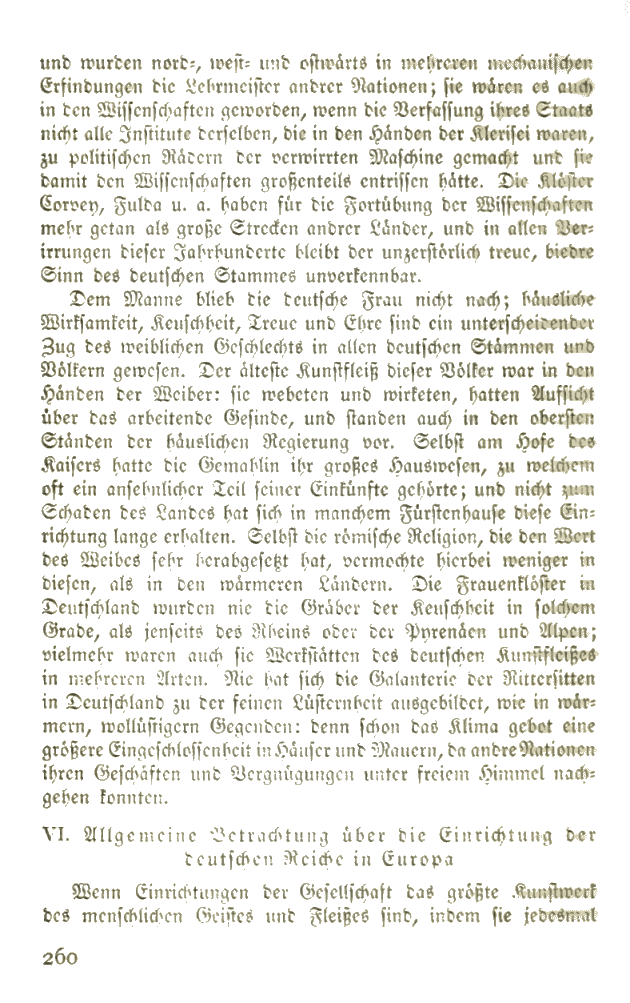 und wurden nord-, west- und ostwärts in mehreren mechanischen
Erfindungen die Lehrmeister andrer Nationen; sie wären es auch
in den Wissenschaften geworden, wenn die Verfassung ihres Staats
nicht alle Institute derselben, die in den Händen der Klerisei waren,
zu politischen Rädern der verwirrten Maschine gemacht und sie
damit den Wissenschaften großenteils entrissen hätte. Die Klöster
Corvey, Fulda u. a. haben für die Fortübung der Wissenschaften
mehr getan als große Strecken andrer Länder, und in allen Ver-
irrungen dieser Jahrhunderte bleibt der unzerstörlich treue, biedre
Sinn des deutschen Stammes unverkennbar.
Dem Manne blieb die deutsche Frau nicht nach; häusliche
Wirksamkeit, Keuschheit, Treue und Ehre sind ein unterscheidender
Zug des weiblichen Geschlechts in allen deutschen Stämmen und
Völkern gewesen. Der älteste Kunstfleiß dieser Völker war in den
Händen der Weiber: sie webeten und wirketen, hatten Aufsicht
über das arbeitende Gesinde, und standen auch in den obersten
Ständen der häuslichen Regierung vor. Selbst am Hofe des
Kaisers hatte die Gemahlin ihr großes Hauswesen, zu welchem
oft ein ansehnlicher Teil seiner Einkünfte gehörte; und nicht zum
Schaden des Landes hat sich in manchem Fürstenhause diese Ein-
richtung lange erhalten. Selbst die römische Religion, die den Wert
des Weibes sehr herabgesetzt hat, vermochte hierbei weniger in
diesen, als in den wärmeren Ländern. Die Frauenklöster in
Deutschland wurden nie die Gräber der Keuschheit in solchem
Grade, als jenseits des Rheins oder der Pyrenäen und Alpen;
vielmehr waren auch sie Werkstätten des deutschen Kunstfleißes
in mehreren Arten. Nie hat sich die Galanterie der Rittersitten
in Deutschland zu der feinen Lüsternheit ausgebildet, wie in wär-
mern, wollüstigern Gegenden: denn schon das Klima gebot eine
größere Eingeschlossenheit in Häuser und Mauern, da andre Nationen
ihren Geschäften und Vergnügungen unter freiem Himmel nach-
gehen konnten.
VI. Allgemeine Betrachtung über die Einrichtung der
deutschen Reiche in Europa
Wenn Einrichtungen der Gesellschaft das größte Kunstwerk
des menschlichen Geistes und Fleißes sind, indem sie jedesmal
260